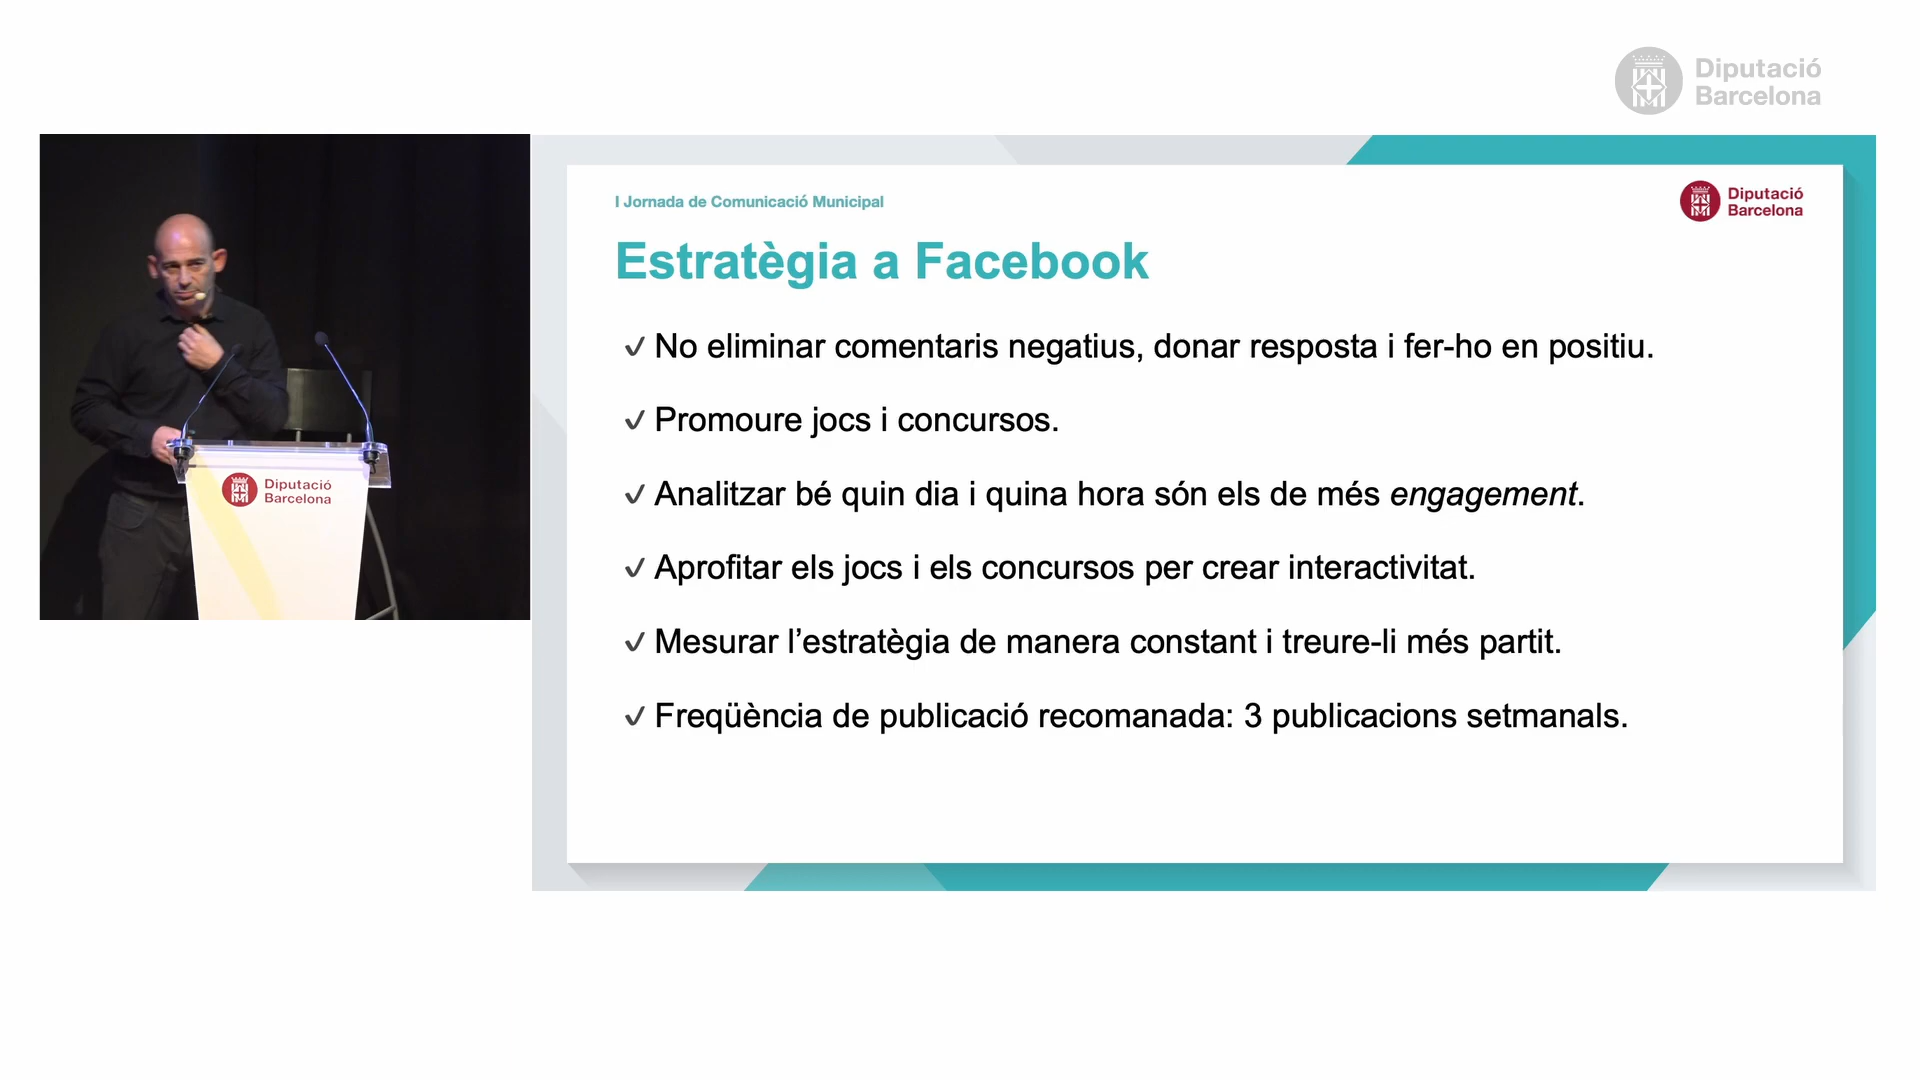 Diputació
Barcelona
I Jornada de Comunicació Municipal
Diputació
Barcelona
Estratègia a Facebook
✓ No eliminar comentaris negatius, donar resposta i fer-ho en positiu.
✓ Promoure jocs i concursos.
✓ Analitzar bé quin dia i quina hora són els de més engagement.
✓ Aprofitar els jocs i els concursos per crear interactivitat.
✓ Mesurar l’estratègia de manera constant i treure-li més partit.
✓ Freqüència de publicació recomanada: 3 publicacions setmanals.
Diputació
Barcelona